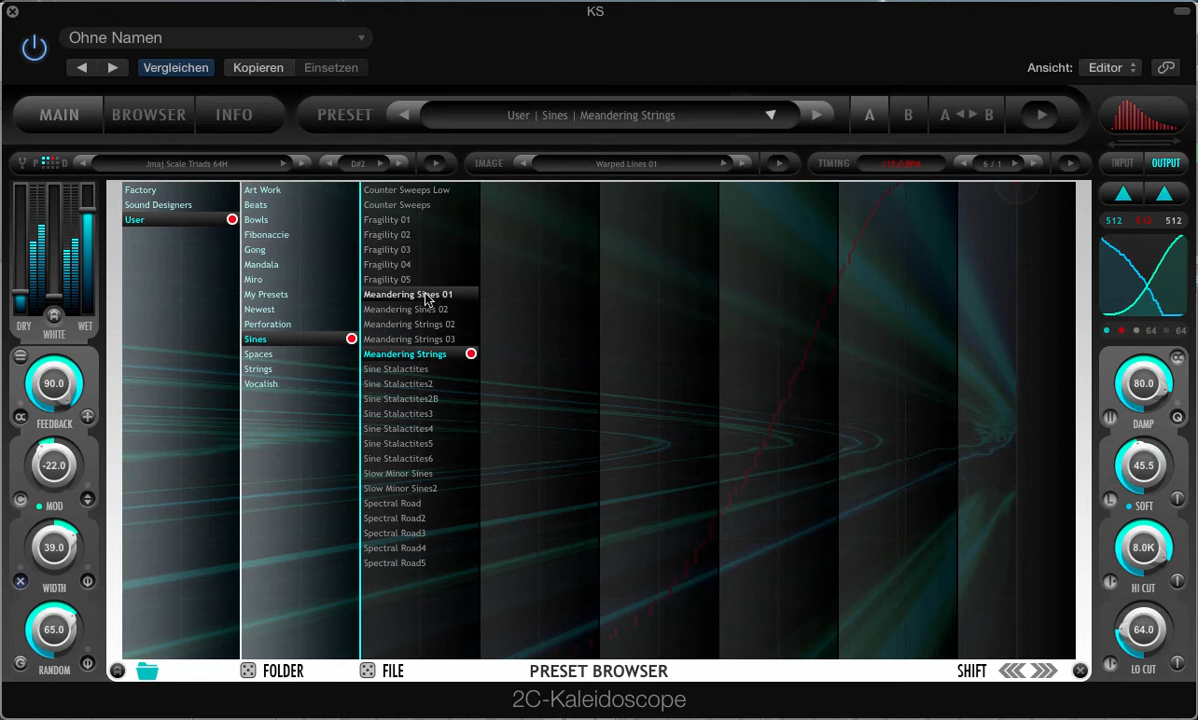 KS
Ohne Namen
Vergleichen Kopieren Einsetzen Ansicht: Editor
MAIN BROWSER INFO PRESET User | Sines | Meandering Strings A B A B
P D Jmaj Scale Triads 64H D#2 IMAGE Warped Lines 01 TIMING 6 / 1 INPUT OUTPUT
Factory
Sound Designers
User
Art Work
Beats
Bowls
Fibonaccie
Gong
Mandala
Miro
My Presets
Newest
Perforation
Sines
Spaces
Strings
Vocalish
Counter Sweeps Low
Counter Sweeps
Fragility 01
Fragility 02
Fragility 03
Fragility 04
Fragility 05
Meandering Sines 01
Meandering Sines 02
Meandering Strings 02
Meandering Strings 03
Meandering Strings
Sine Stalactites
Sine Stalactites2
Sine Stalactites2B
Sine Stalactites3
Sine Stalactites4
Sine Stalactites5
Sine Stalactites6
Slow Minor Sines
Slow Minor Sines2
Spectral Road
Spectral Road2
Spectral Road3
Spectral Road4
Spectral Road5
DRY WHITE WET
90.0
FEEDBACK
-22.0
C MOD
39.0
X WIDTH
65.0
G RANDOM
512 512 512
64 64
80.0
DAMP Q
45.5
L SOFT
8.0K
HI CUT
64.0
LO CUT
FOLDER FILE PRESET BROWSER SHIFT
2C-Kaleidoscope